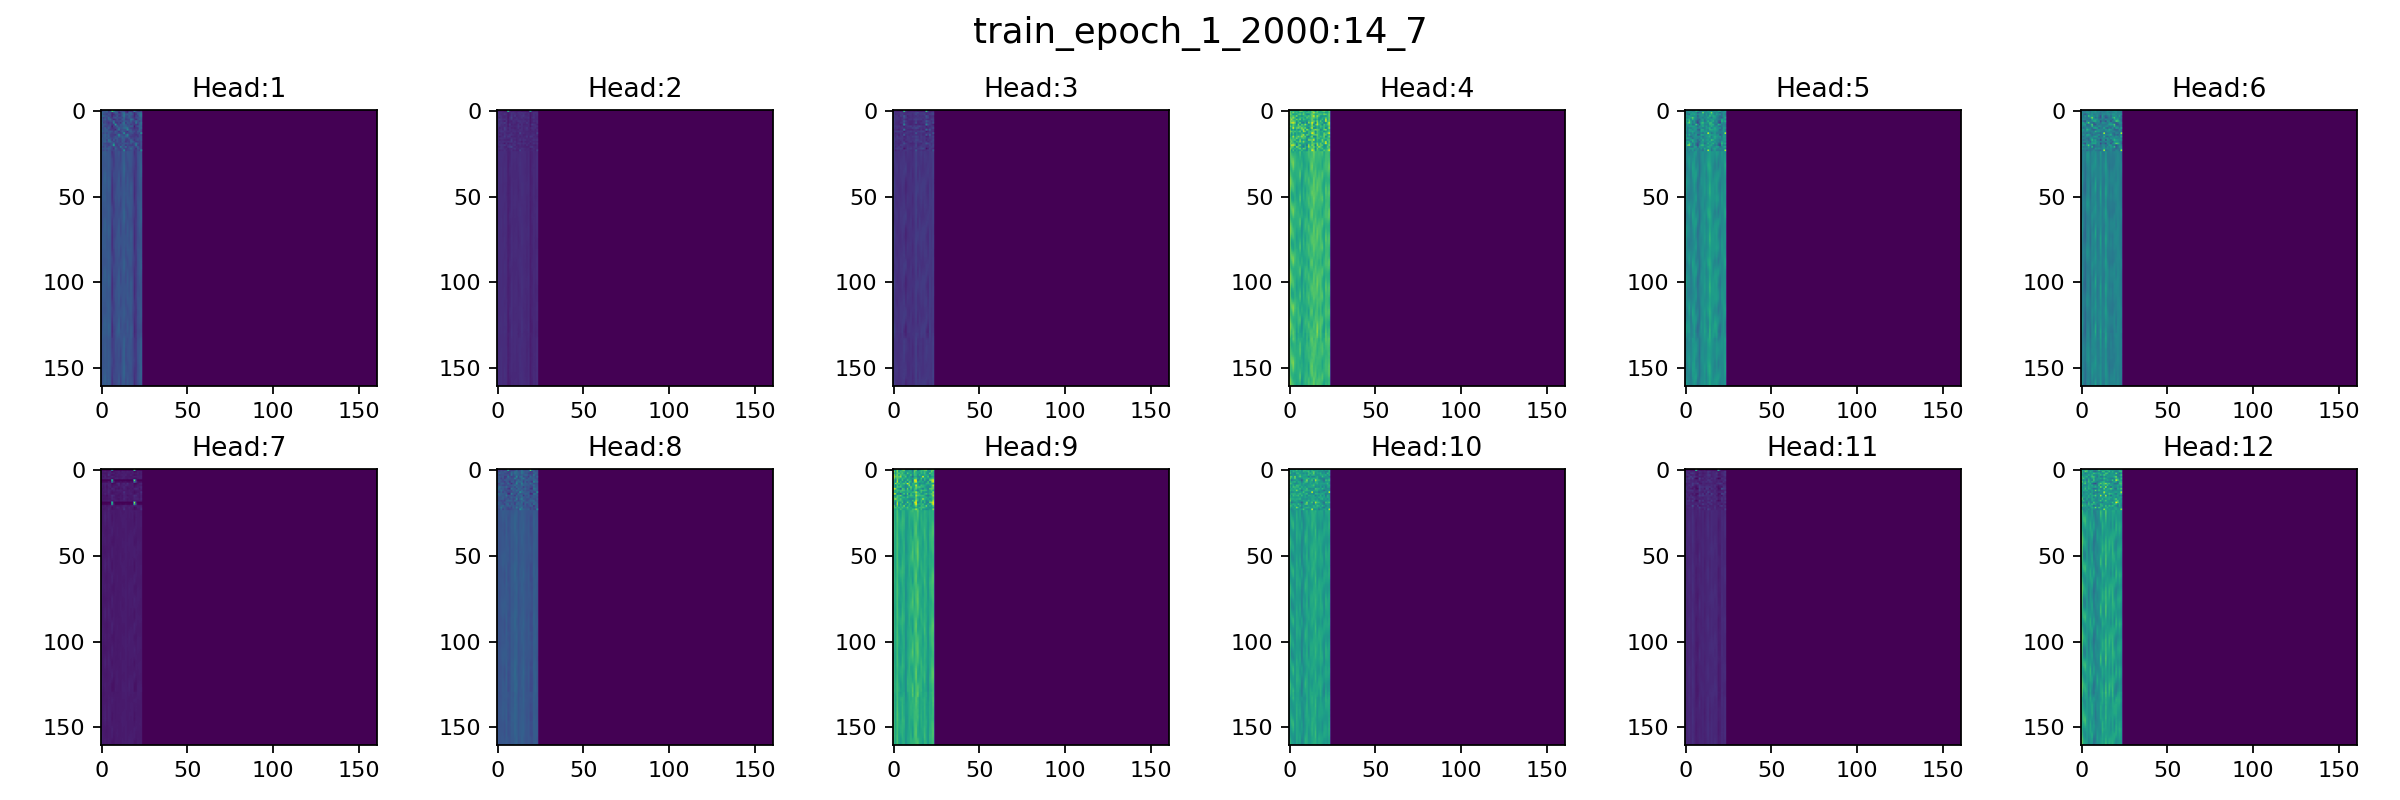 train_epoch_1_2000:14_7
Head:1 Head:2 Head:3 Head:4 Head:5 Head:6
0 0 0 0 0 0
50 50 50 50 50 50
100 100 100 100 100 100
150 150 150 150 150 150
0 50 100 150 0 50 100 150 0 50 100 150 0 50 100 150 0 50 100 150 0 50 100 150
Head:7 Head:8 Head:9 Head:10 Head:11 Head:12
0 0 0 0 0 0
50 50 50 50 50 50
100 100 100 100 100 100
150 150 150 150 150 150
0 50 100 150 0 50 100 150 0 50 100 150 0 50 100 150 0 50 100 150 0 50 100 150